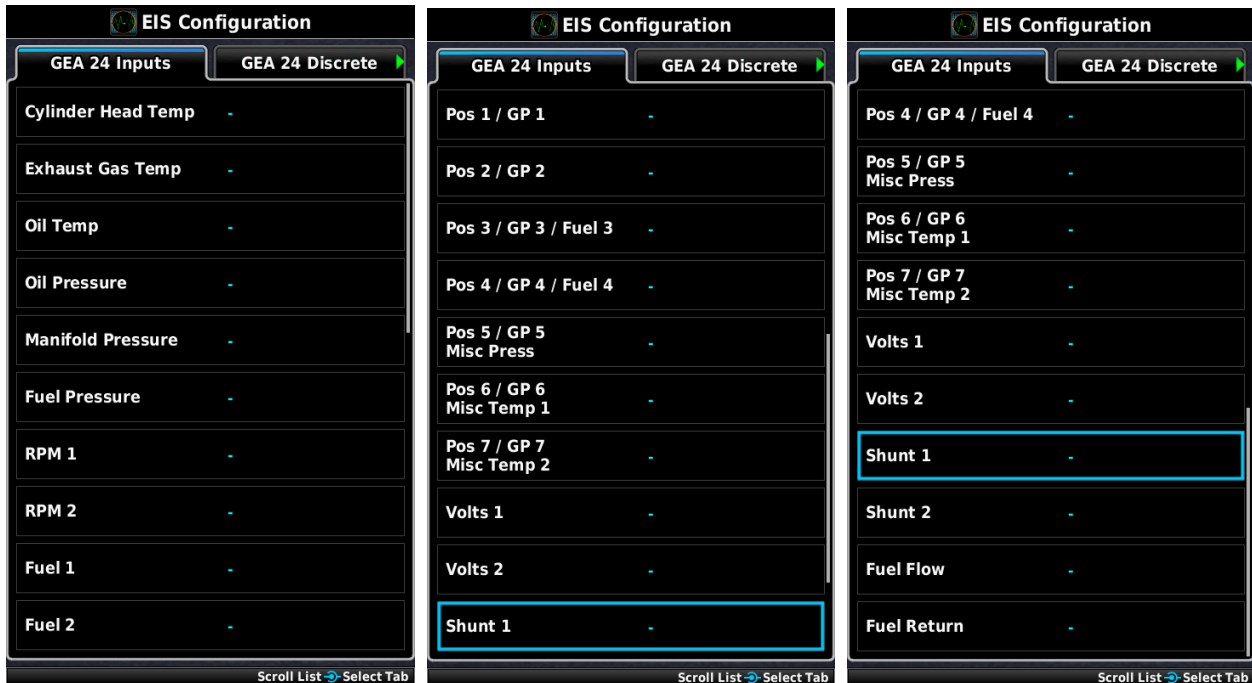 EIS Configuration
GEA 24 Inputs GEA 24 Discrete
Cylinder Head Temp -
Exhaust Gas Temp -
Oil Temp -
Oil Pressure -
Manifold Pressure -
Fuel Pressure -
RPM 1 -
RPM 2 -
Fuel 1 -
Fuel 2 -
Scroll List Select Tab
EIS Configuration
GEA 24 Inputs GEA 24 Discrete
Pos 1 / GP 1 -
Pos 2 / GP 2 -
Pos 3 / GP 3 / Fuel 3 -
Pos 4 / GP 4 / Fuel 4 -
Pos 5 / GP 5
Misc Press -
Pos 6 / GP 6
Misc Temp 1 -
Pos 7 / GP 7
Misc Temp 2 -
Volts 1 -
Volts 2 -
Shunt 1 -
Scroll List Select Tab
EIS Configuration
GEA 24 Inputs GEA 24 Discrete
Pos 4 / GP 4 / Fuel 4 -
Pos 5 / GP 5
Misc Press -
Pos 6 / GP 6
Misc Temp 1 -
Pos 7 / GP 7
Misc Temp 2 -
Volts 1 -
Volts 2 -
Shunt 1 -
Shunt 2 -
Fuel Flow -
Fuel Return -
Scroll List Select Tab